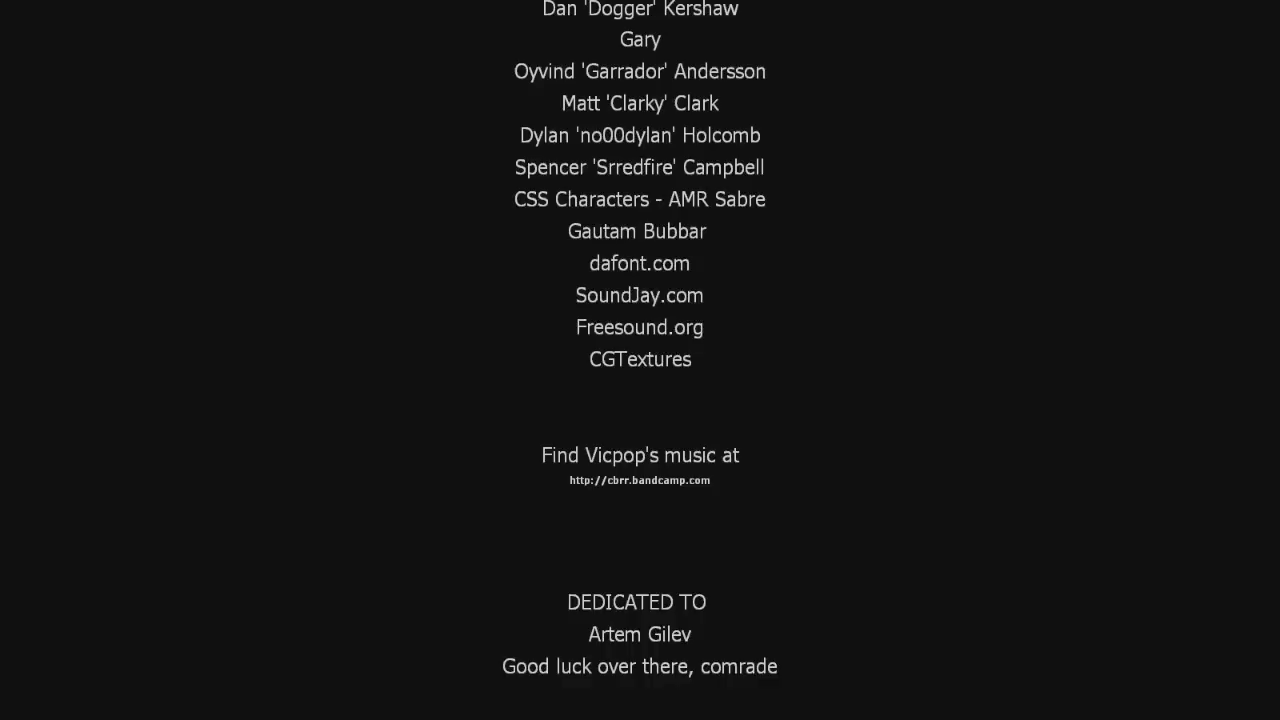 Dan 'Dogger' Kershaw
Gary
Oyvind 'Garrador' Andersson
Matt 'Clarky' Clark
Dylan 'no00dylan' Holcomb
Spencer 'Srredfire' Campbell
CSS Characters - AMR Sabre
Gautam Bubbar
dafont.com
SoundJay.com
Freesound.org
CGTextures
Find Vicpop's music at
http://cbrr.bandcamp.com
DEDICATED TO
Artem Gilev
Good luck over there, comrade